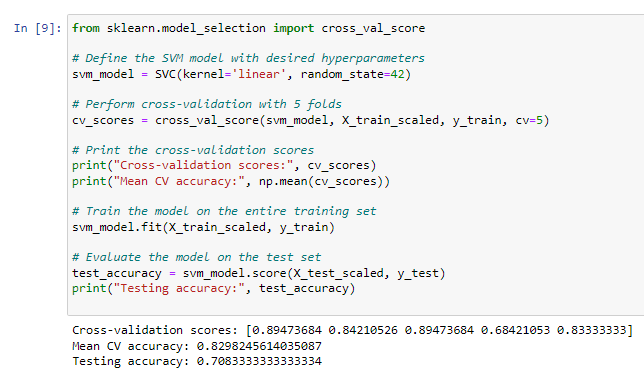 In [9]: from sklearn.model_selection import cross_val_score
# Define the SVM model with desired hyperparameters
svm_model = SVC(kernel='linear', random_state=42)
# Perform cross-validation with 5 folds
cv_scores = cross_val_score(svm_model, X_train_scaled, y_train, cv=5)
# Print the cross-validation scores
print("Cross-validation scores:", cv_scores)
print("Mean CV accuracy:", np.mean(cv_scores))
# Train the model on the entire training set
svm_model.fit(X_train_scaled, y_train)
# Evaluate the model on the test set
test_accuracy = svm_model.score(X_test_scaled, y_test)
print("Testing accuracy:", test_accuracy)
Cross-validation scores: [0.89473684 0.84210526 0.89473684 0.68421053 0.83333333]
Mean CV accuracy: 0.8298245614035087
Testing accuracy: 0.7083333333333334